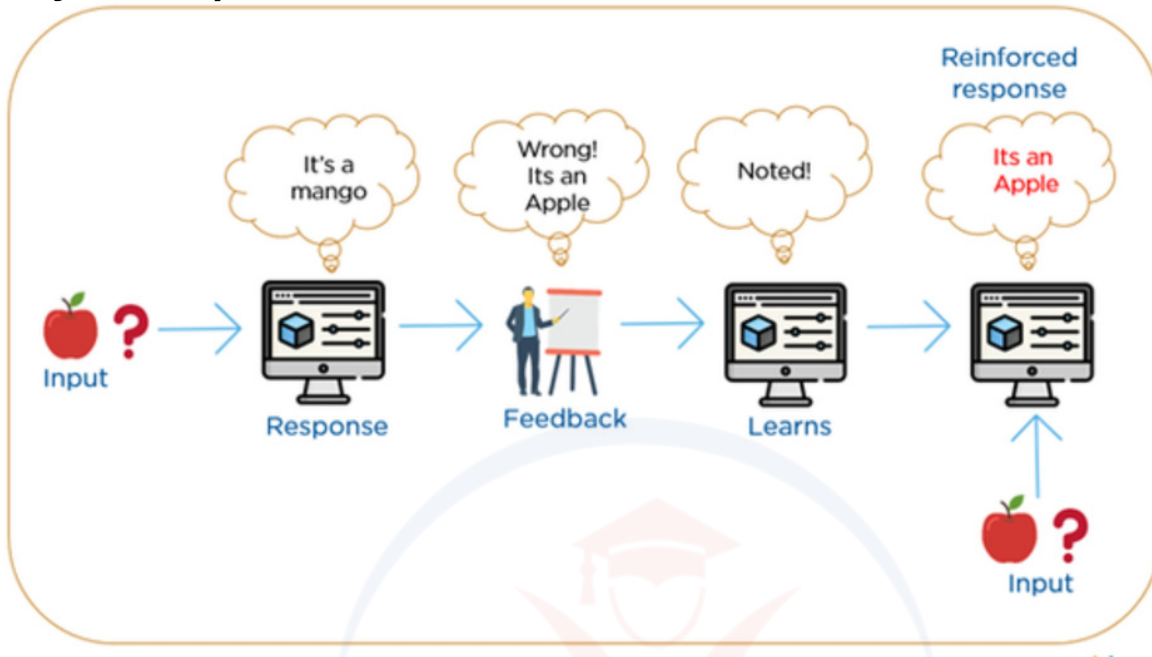 Reinforced
response
It's a
mango
Wrong!
Its an
Apple
Noted!
Its an
Apple
Input
Response
Feedback
Learns
Input